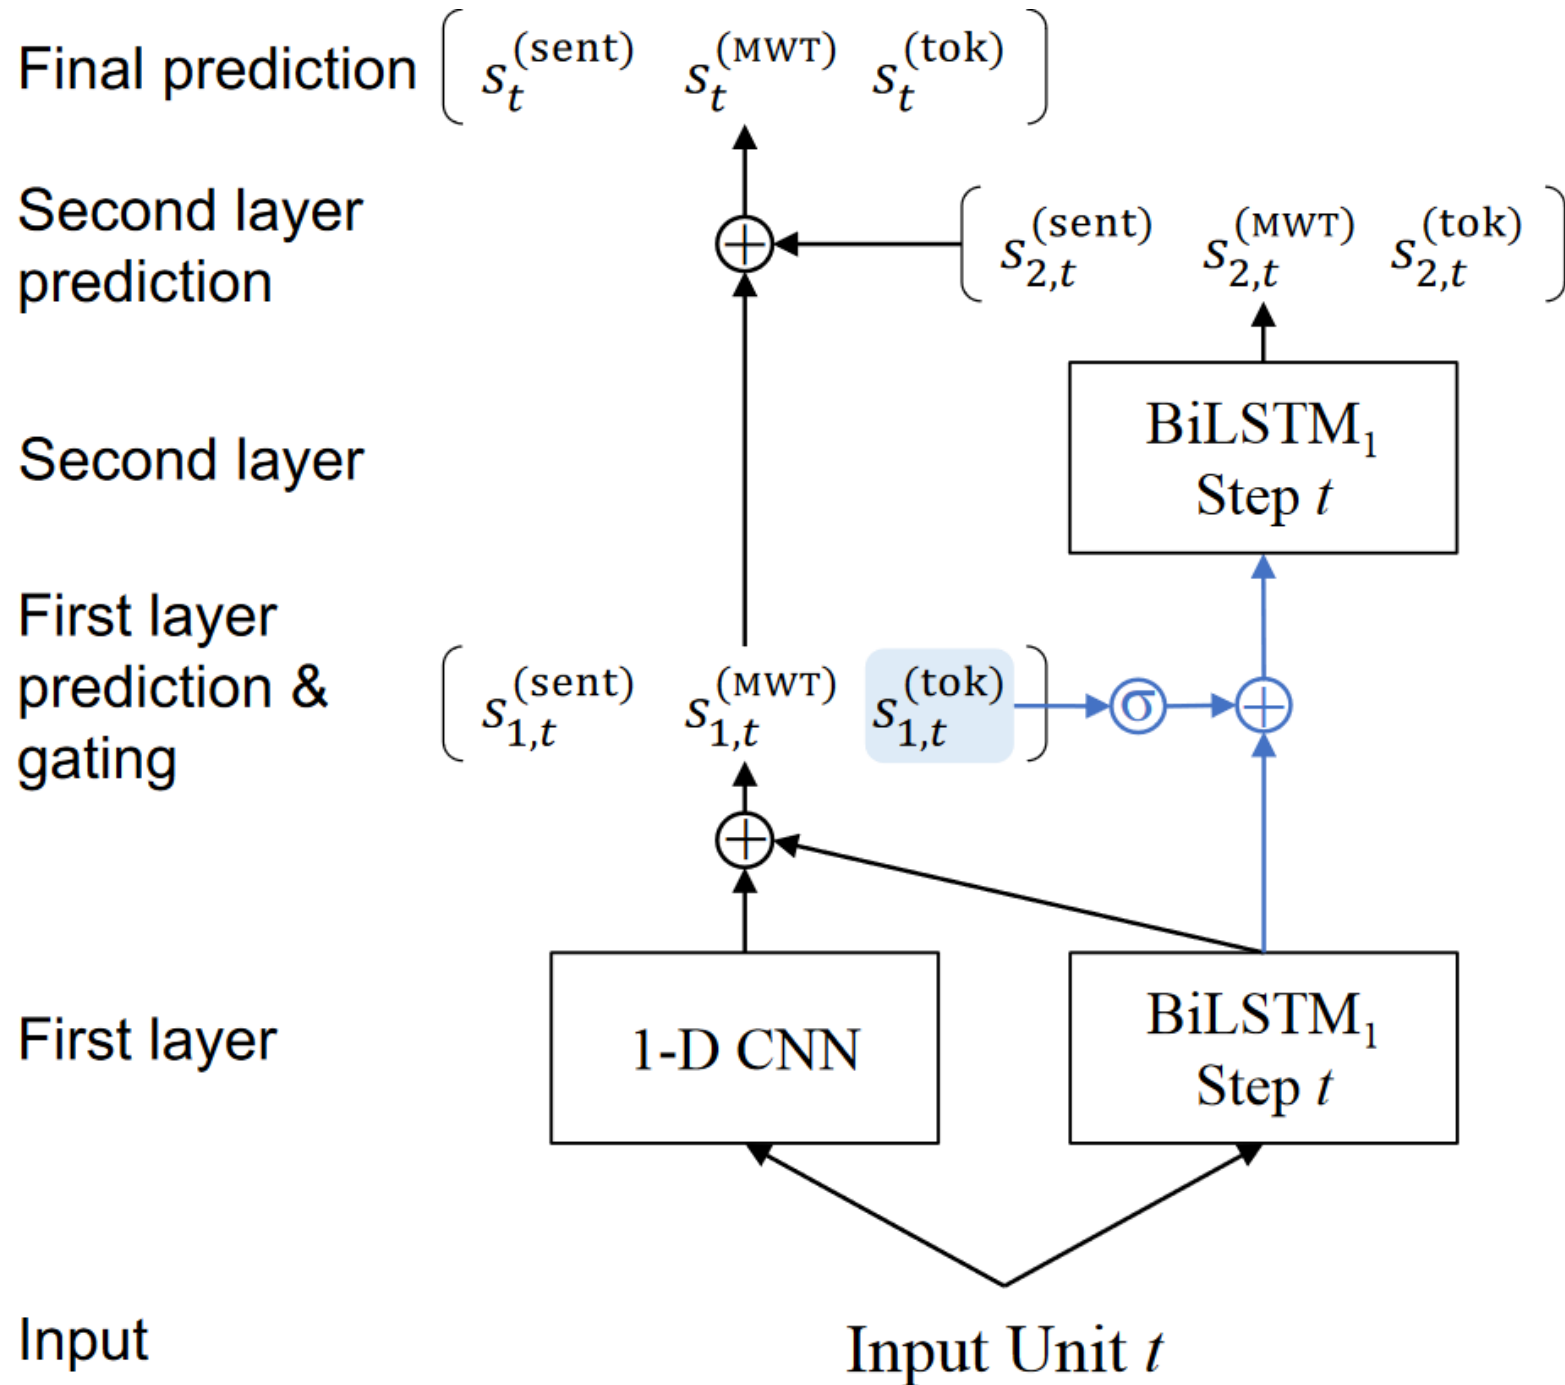 Final prediction
s_t^(sent) s_t^(MWT) s_t^(tok)
Second layer
prediction
s_2,t^(sent) s_2,t^(MWT) s_2,t^(tok)
Second layer
BiLSTM₁
Step t
First layer
prediction &
gating
s_1,t^(sent) s_1,t^(MWT) s_1,t^(tok)
σ
First layer
1-D CNN
BiLSTM₁
Step t
Input
Input Unit t